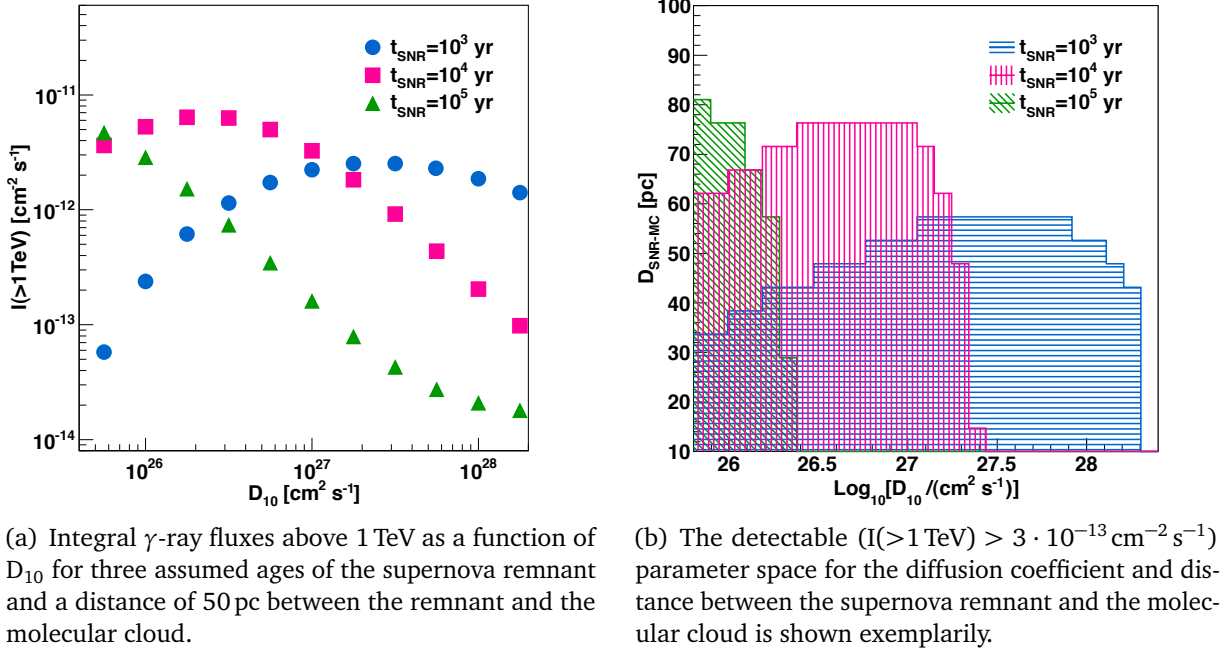 t_SNR=10³ yr
t_SNR=10⁴ yr
t_SNR=10⁵ yr
I(>1TeV) [cm⁻² s⁻¹]
10⁻¹¹
10⁻¹²
10⁻¹³
10⁻¹⁴
10²⁶
10²⁷
10²⁸
D₁₀ [cm² s⁻¹]
(a) Integral γ-ray fluxes above 1 TeV as a function of
D₁₀ for three assumed ages of the supernova remnant
and a distance of 50 pc between the remnant and the
molecular cloud.
t_SNR=10³ yr
t_SNR=10⁴ yr
t_SNR=10⁵ yr
D_SNR-MC [pc]
100
90
80
70
60
50
40
30
20
10
26
26.5
27
27.5
28
Log₁₀[D₁₀ /(cm² s⁻¹)]
(b) The detectable (I(>1 TeV) > 3 · 10⁻¹³ cm⁻² s⁻¹)
parameter space for the diffusion coefficient and dis-
tance between the supernova remnant and the molec-
ular cloud is shown exemplarily.